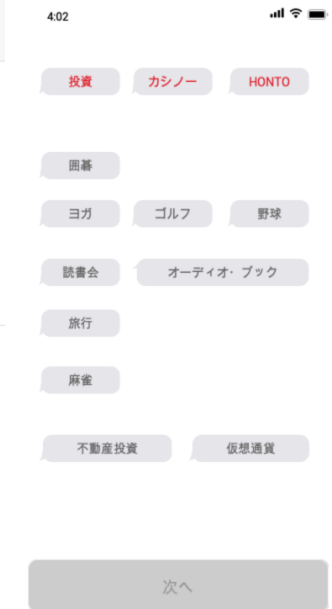 4:02
投資 カシノー HONTO
囲碁
ヨガ ゴルフ 野球
読書会 オーディオ・ブック
旅行
麻雀
不動産投資 仮想通貨
次へ